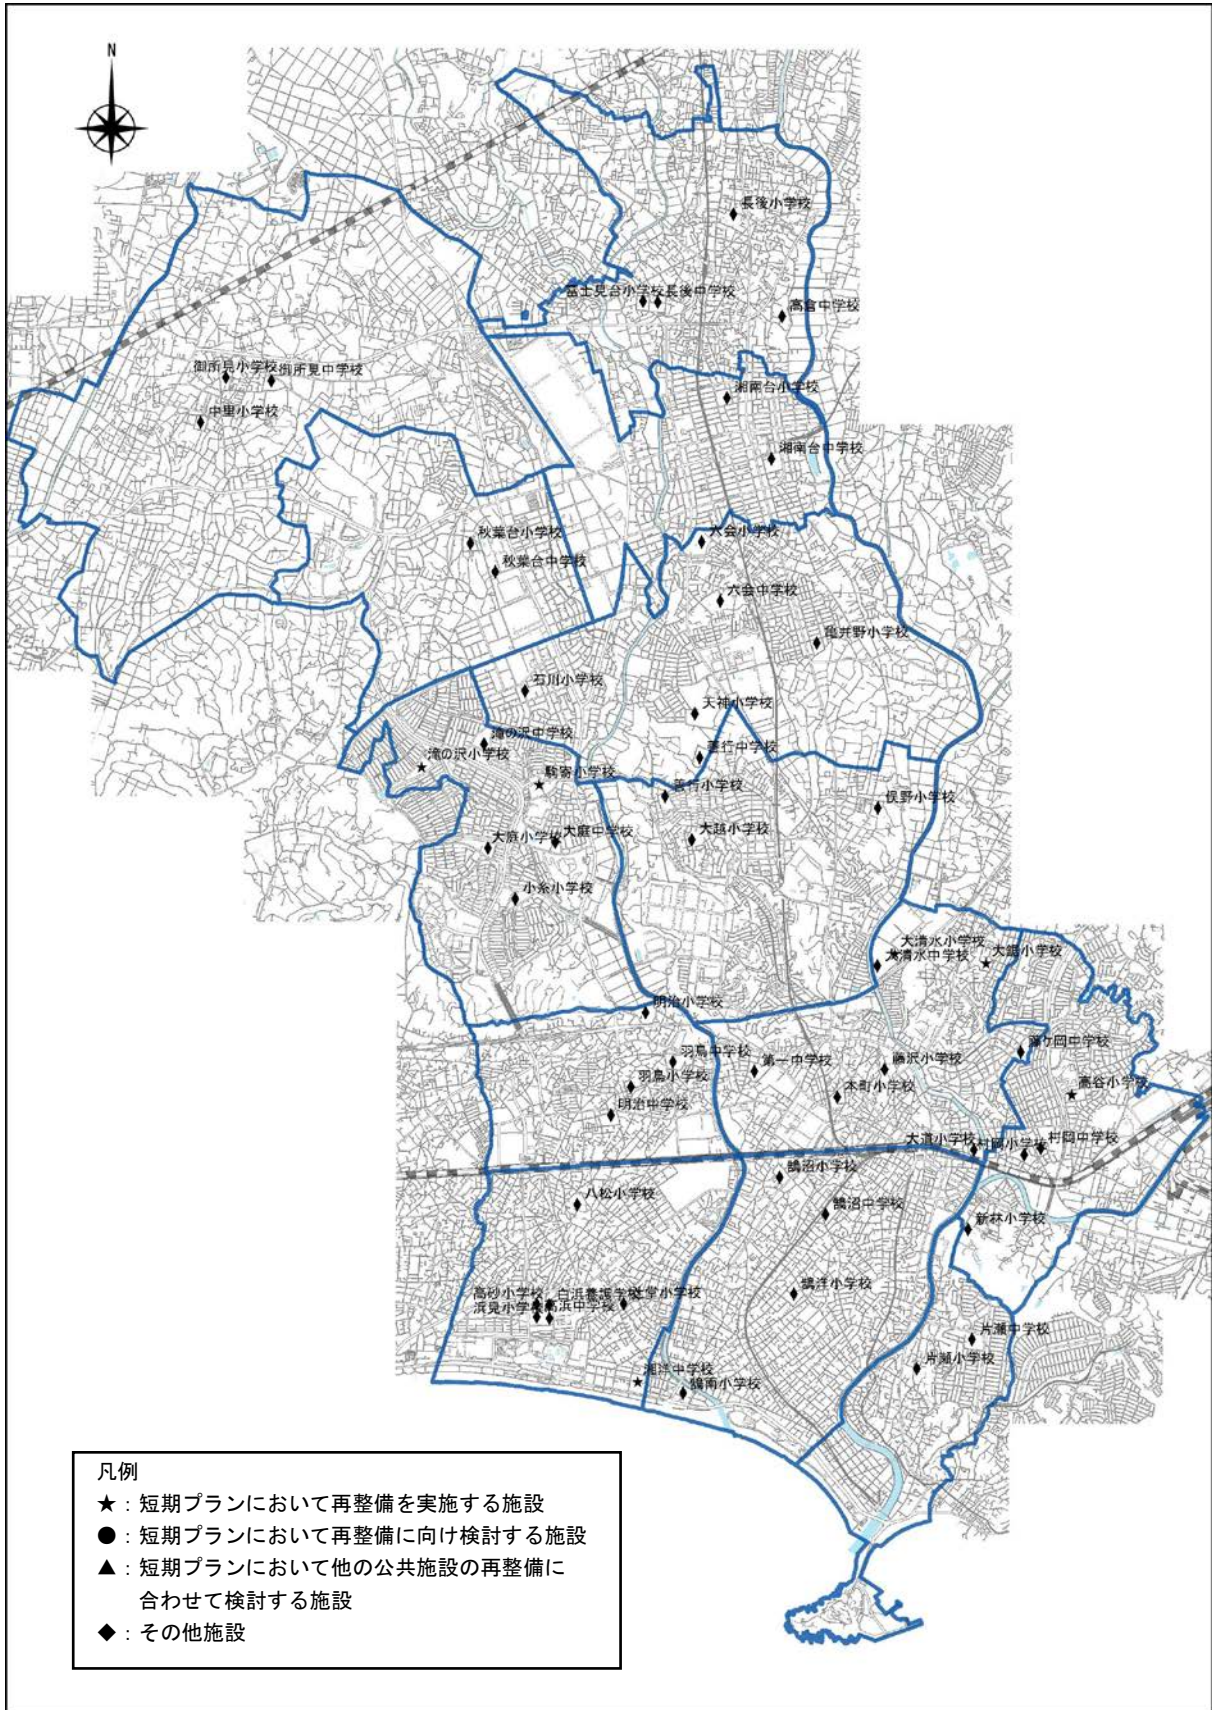 N
長後小学校
富士見台小学校
長後中学校
高倉中学校
御所見小学校
御所見中学校
湘南台小学校
中里小学校
湘南台中学校
秋葉台小学校
六会小学校
秋葉台中学校
六会中学校
亀井野小学校
石川小学校
天神小学校
滝の沢中学校
善行中学校
滝の沢小学校
駒寄小学校
善行小学校
俣野小学校
大庭小学校
大庭中学校
大越小学校
小糸小学校
大清水小学校
大清水中学校
大鋸小学校
明治小学校
羽鳥中学校
第一中学校
藤沢小学校
藤ケ岡中学校
羽鳥小学校
本町小学校
高谷小学校
明治中学校
大道小学校
村岡小学校
村岡中学校
鵠沼小学校
八松小学校
鵠沼中学校
新林小学校
高砂小学校
白浜養護学校
辻堂小学校
鵠洋小学校
浜見小学校
高浜中学校
片瀬中学校
湘洋中学校
片瀬小学校
鵠南小学校
凡例
★：短期プランにおいて再整備を実施する施設
●：短期プランにおいて再整備に向け検討する施設
▲：短期プランにおいて他の公共施設の再整備に
合わせて検討する施設
◆：その他施設